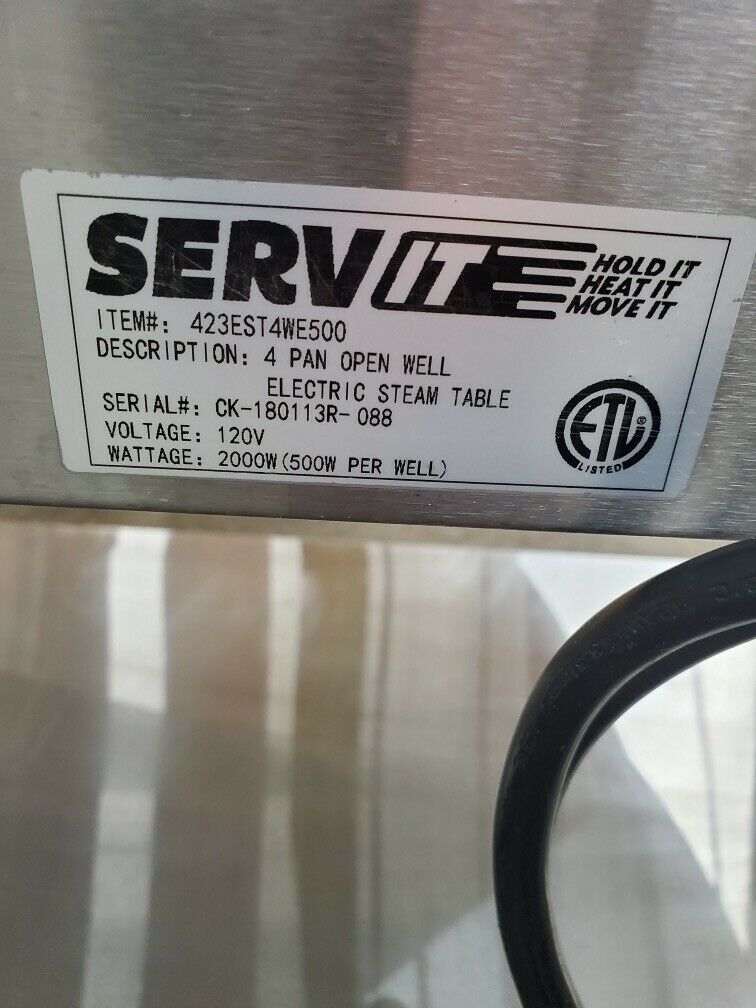 SERVIT
HOLD IT
HEAT IT
MOVE IT
ITEM#: 423EST4WE500
DESCRIPTION: 4 PAN OPEN WELL
ELECTRIC STEAM TABLE
SERIAL#: CK-180113R-088
VOLTAGE: 120V
WATTAGE: 2000W(500W PER WELL)
ETL®
LISTED